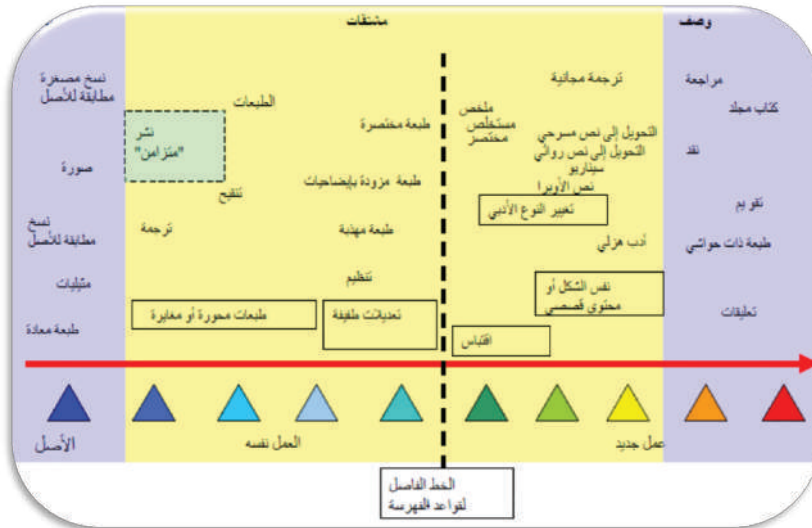 وصف
مشتقات
نسخ مصغرة
مطابقة للأصل
صورة
نسخ
مطابقة للأصل
مثيليات
طبعة معادة
الطبعات
نشر
"متزامن"
تنقيح
ترجمة
طبعات محورة أو مغايرة
طبعة مختصرة
طبعة مزودة بإيضاحيات
طبعة مهذبة
تنظيم
تعديلات طفيفة
ترجمة مجانية
ملخص
مستخلص
مختصر
التحويل إلى نص مسرحي
التحويل إلى نص روائي
سيناريو
نص الأوبرا
تغيير النوع الأدبي
أدب هزلي
نفس الشكل أو
محتوى قصصي
اقتباس
مراجعة
كتاب مجلد
نقد
تقويم
طبعة ذات حواشي
تعليقات
الأصل
العمل نفسه
عمل جديد
الخط الفاصل
لقواعد الفهرسة